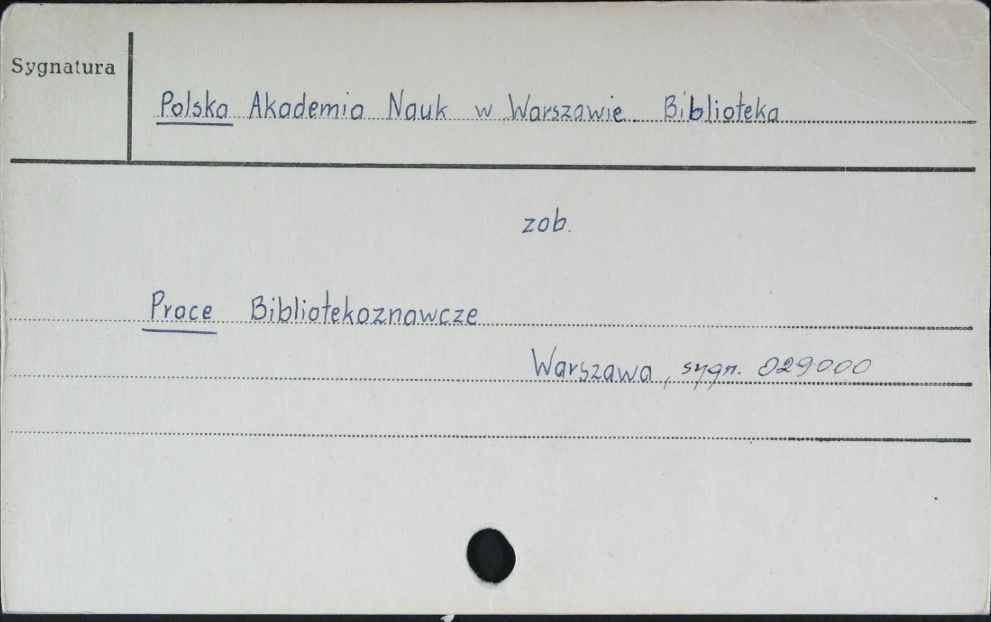 Sygnatura
Polska Akademia Nauk w Warszawie. Biblioteka
zob.
Prace Bibliotekoznawcze
Warszawa, sygn. 029000